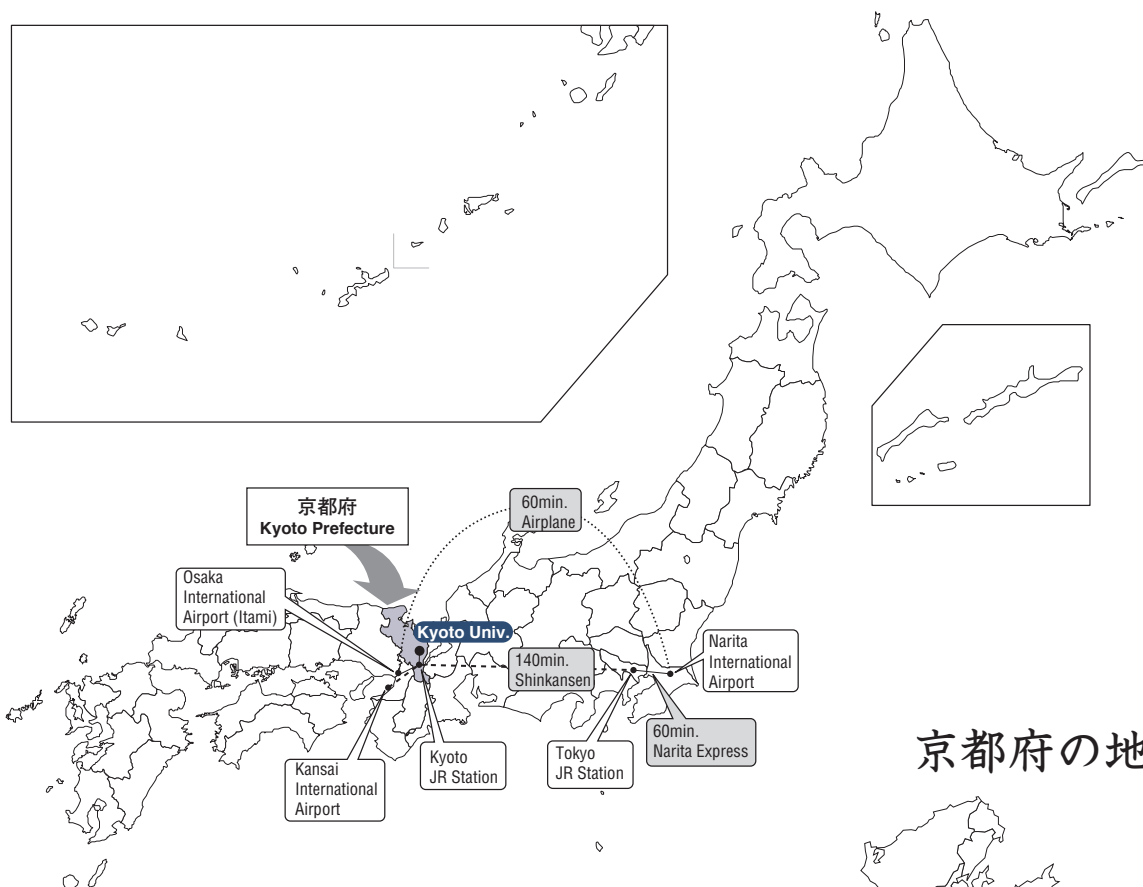 60min.
Airplane
京都府
Kyoto Prefecture
Osaka
International
Airport (Itami)
Kyoto Univ.
140min.
Shinkansen
Narita
International
Airport
60min.
Narita Express
Kyoto
JR Station
Tokyo
JR Station
Kansai
International
Airport
京都府の地